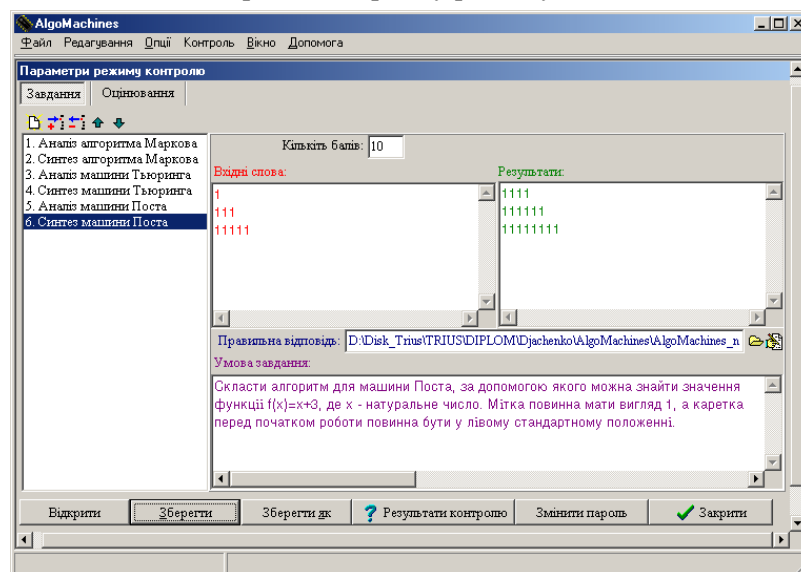 AlgoMachines
Файл Редагування Опції Контроль Вікно Допомога
Параметри режиму контролю
Завдання Оцінювання
1. Аналіз алгоритма Маркова
2. Синтез алгоритма Маркова
3. Аналіз машини Тьюринга
4. Синтез машини Тьюринга
5. Аналіз машини Поста
6. Синтез машини Поста
Кількіть балів: 10
Вхідні слова:
1
111
11111
Результати:
1111
111111
11111111
Правильна відповідь: D:\Disk_Trius\TRIUS\DIPLOM\Djachenko\AlgoMachines\AlgoMachines_n
Умова завдання:
Скласти алгоритм для машини Поста, за допомогою якого можна знайти значення
функції f(x)=x+3, де x - натуральне число. Мітка повинна мати вигляд 1, а каретка
перед початком роботи повинна бути у лівому стандартному положенні.
Відкрити Зберегти Зберегти як ? Результати контролю Змінити пароль Закрити